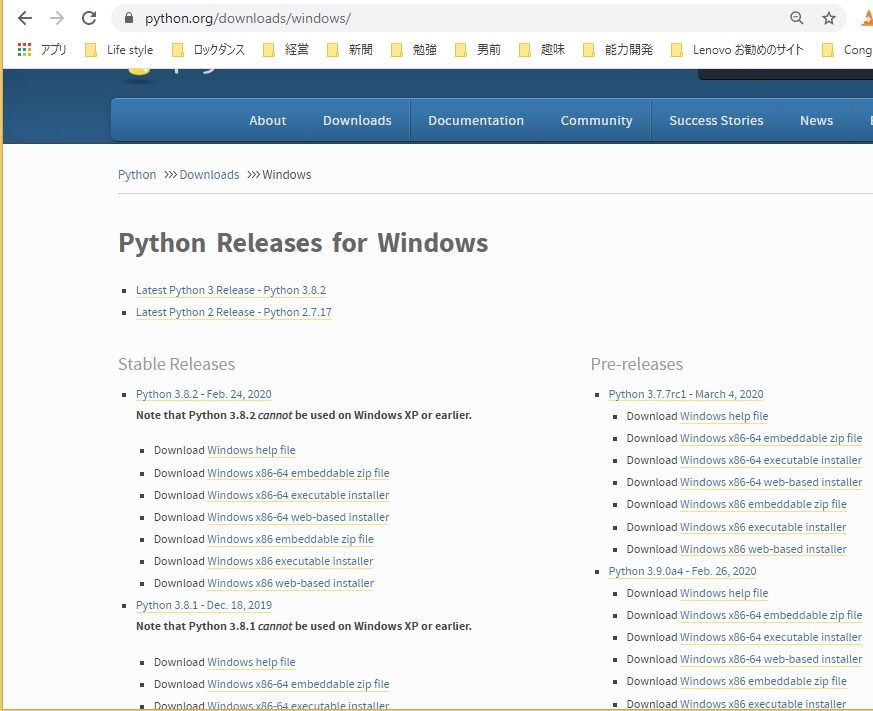 python.org/downloads/windows/
アプリ Life style ロックダンス 経営 新聞 勉強 男前 趣味 能力開発 Lenovo お勧めのサイト Cong
About Downloads Documentation Community Success Stories News
Python >>> Downloads >>> Windows
Python Releases for Windows
Latest Python 3 Release - Python 3.8.2
Latest Python 2 Release - Python 2.7.17
Stable Releases
Python 3.8.2 - Feb. 24, 2020
Note that Python 3.8.2 cannot be used on Windows XP or earlier.
Download Windows help file
Download Windows x86-64 embeddable zip file
Download Windows x86-64 executable installer
Download Windows x86-64 web-based installer
Download Windows x86 embeddable zip file
Download Windows x86 executable installer
Download Windows x86 web-based installer
Python 3.8.1 - Dec. 18, 2019
Note that Python 3.8.1 cannot be used on Windows XP or earlier.
Download Windows help file
Download Windows x86-64 embeddable zip file
Download Windows x86-64 executable installer
Pre-releases
Python 3.7.7rc1 - March 4, 2020
Download Windows help file
Download Windows x86-64 embeddable zip file
Download Windows x86-64 executable installer
Download Windows x86-64 web-based installer
Download Windows x86 embeddable zip file
Download Windows x86 executable installer
Download Windows x86 web-based installer
Python 3.9.0a4 - Feb. 26, 2020
Download Windows help file
Download Windows x86-64 embeddable zip file
Download Windows x86-64 executable installer
Download Windows x86-64 web-based installer
Download Windows x86 embeddable zip file
Download Windows x86 executable installer